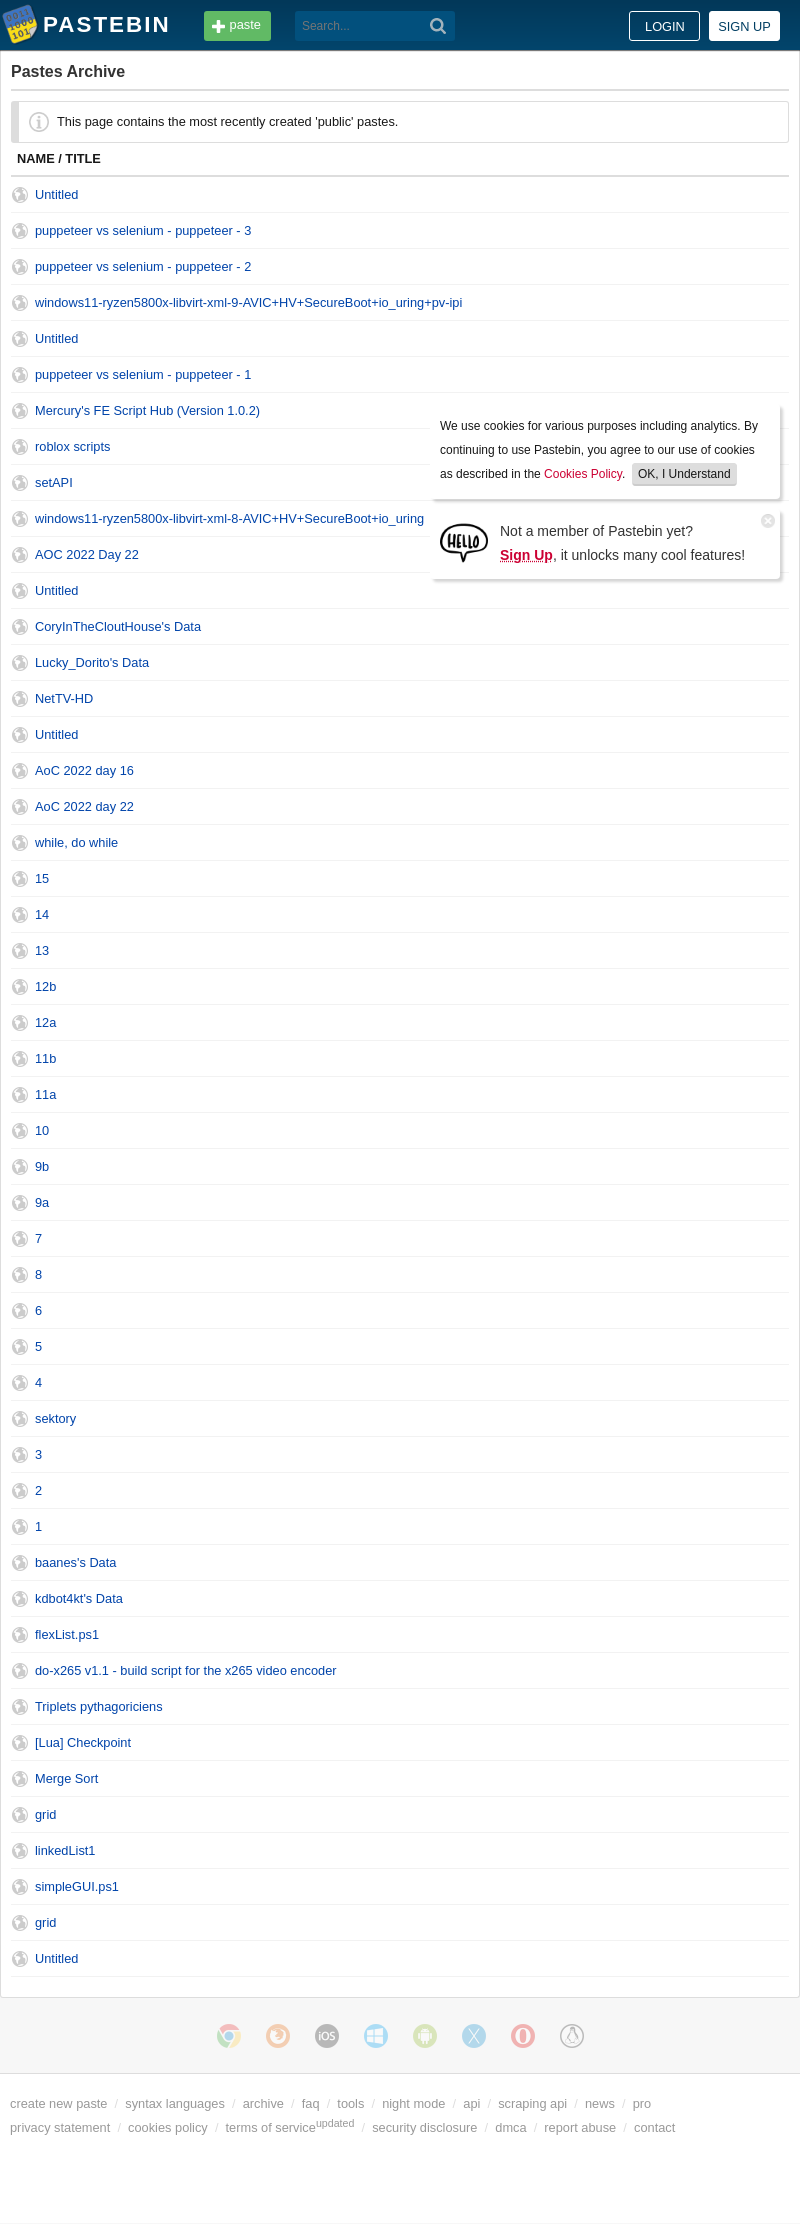 PASTEBIN
paste
Search...
LOGIN
SIGN UP
Pastes Archive
This page contains the most recently created 'public' pastes.
NAME / TITLE
Untitled
puppeteer vs selenium - puppeteer - 3
puppeteer vs selenium - puppeteer - 2
windows11-ryzen5800x-libvirt-xml-9-AVIC+HV+SecureBoot+io_uring+pv-ipi
Untitled
puppeteer vs selenium - puppeteer - 1
Mercury's FE Script Hub (Version 1.0.2)
roblox scripts
setAPI
windows11-ryzen5800x-libvirt-xml-8-AVIC+HV+SecureBoot+io_uring
AOC 2022 Day 22
We use cookies for various purposes including analytics. By
continuing to use Pastebin, you agree to our use of cookies
as described in the Cookies Policy. OK, I Understand
HELLO
Not a member of Pastebin yet?
Sign Up, it unlocks many cool features!
Untitled
CoryInTheCloutHouse's Data
Lucky_Dorito's Data
NetTV-HD
Untitled
AoC 2022 day 16
AoC 2022 day 22
while, do while
15
14
13
12b
12a
11b
11a
10
9b
9a
7
8
6
5
4
sektory
3
2
1
baanes's Data
kdbot4kt's Data
flexList.ps1
do-x265 v1.1 - build script for the x265 video encoder
Triplets pythagoriciens
[Lua] Checkpoint
Merge Sort
grid
linkedList1
simpleGUI.ps1
grid
Untitled
iOS
create new paste / syntax languages / archive / faq / tools / night mode / api / scraping api / news / pro
privacy statement / cookies policy / terms of serviceupdated / security disclosure / dmca / report abuse / contact